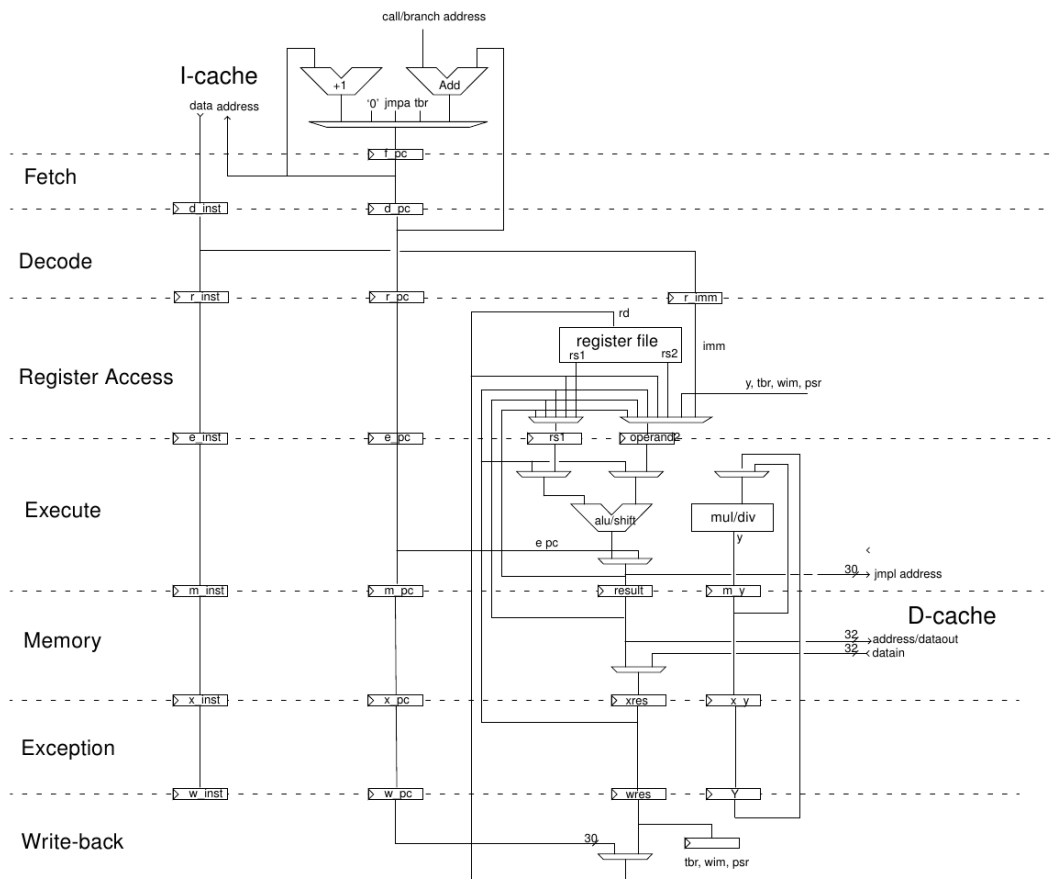 call/branch address
I-cache
data address
+1
Add
'0' jmpa tbr
f_pc
Fetch
d_inst
d_pc
Decode
r_inst
r_pc
r_imm
rd
register file
rs1
rs2
imm
Register Access
y, tbr, wim, psr
e_inst
e_pc
rs1
operand2
Execute
alu/shift
mul/div
y
e pc
30
jmpl address
m_inst
m_pc
result
m_y
D-cache
Memory
32
address/dataout
32
datain
x_inst
x_pc
xres
x_y
Exception
w_inst
w_pc
wres
Y
Write-back
30
tbr, wim, psr